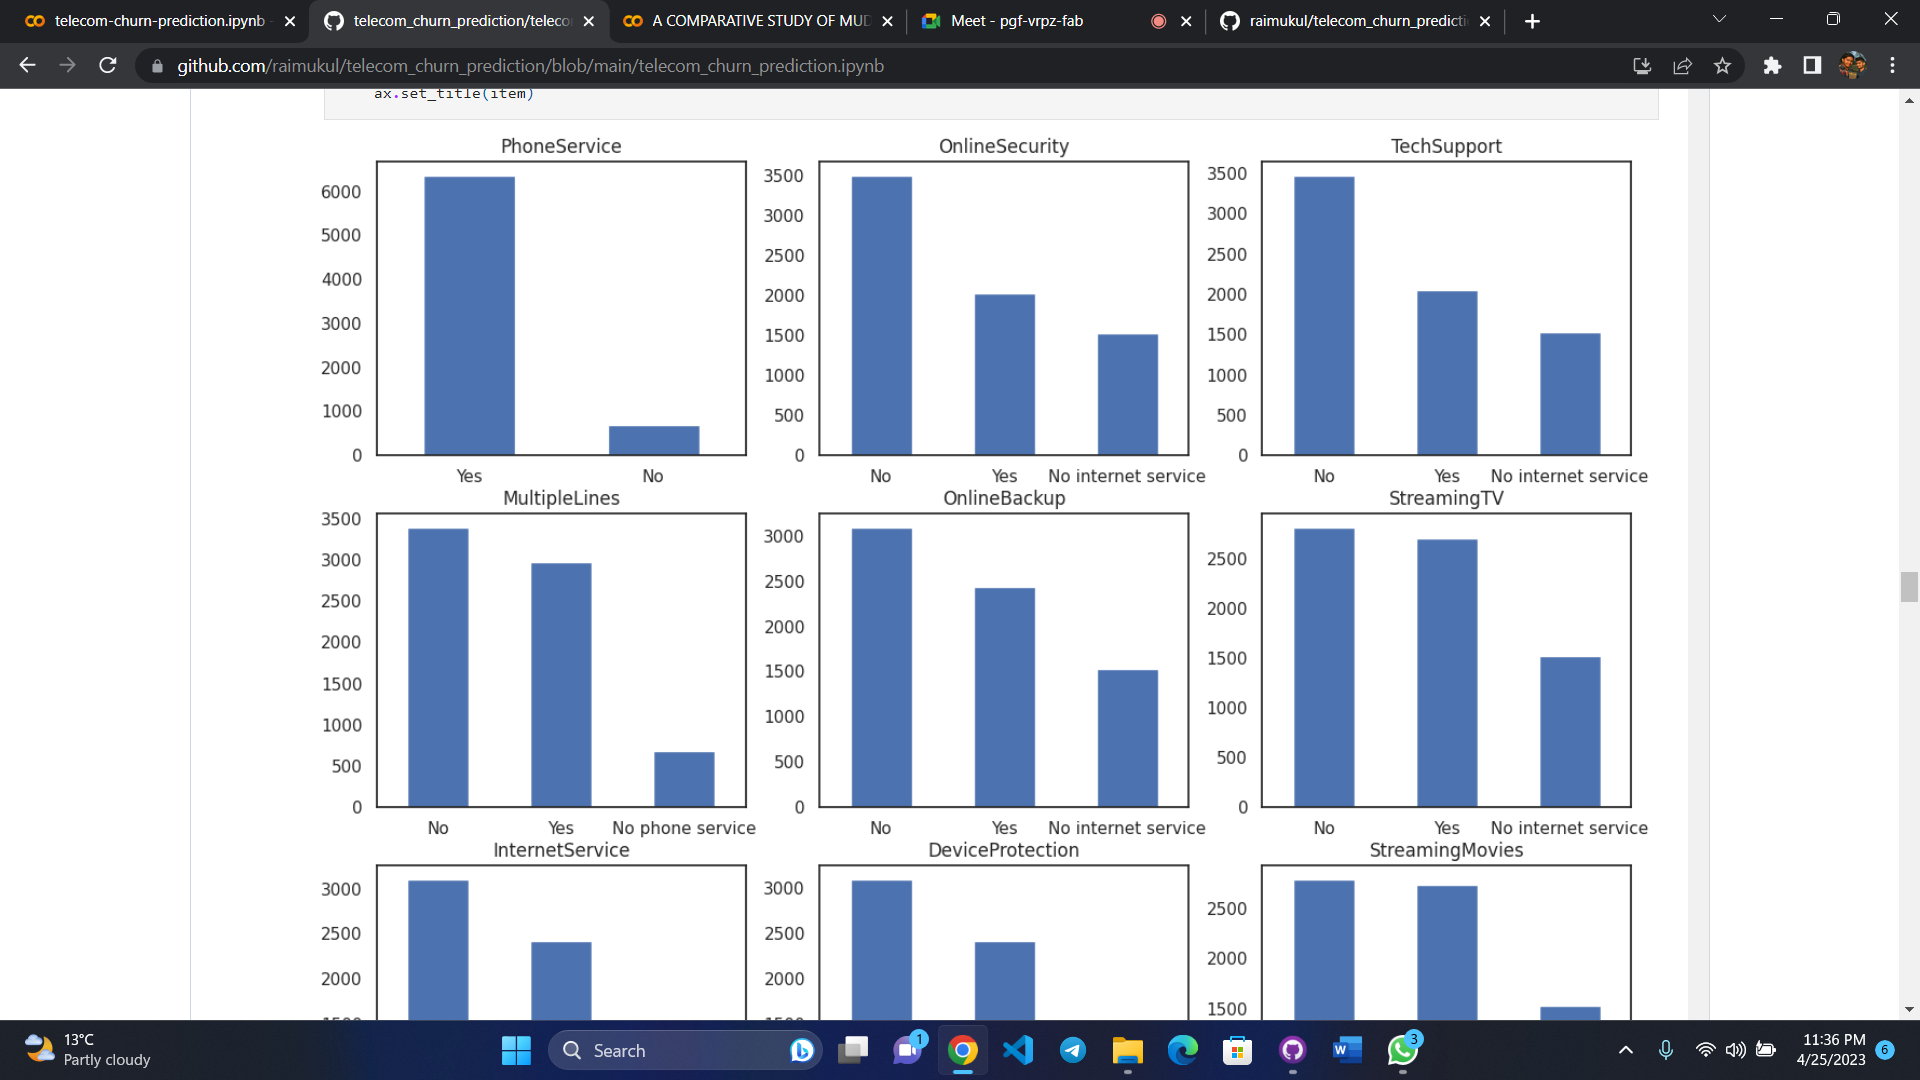 telecom-churn-prediction.ipynb
telecom_churn_prediction/teleco
A COMPARATIVE STUDY OF MUD
Meet - pgf-vrpz-fab
raimukul/telecom_churn_predicti
github.com/raimukul/telecom_churn_prediction/blob/main/telecom_churn_prediction.ipynb
ax.set_title(item)
PhoneService
6000
5000
4000
3000
2000
1000
0
Yes No
OnlineSecurity
3500
3000
2500
2000
1500
1000
500
0
No Yes No internet service
TechSupport
3500
3000
2500
2000
1500
1000
500
0
No Yes No internet service
MultipleLines
3500
3000
2500
2000
1500
1000
500
0
No Yes No phone service
OnlineBackup
3000
2500
2000
1500
1000
500
0
No Yes No internet service
StreamingTV
2500
2000
1500
1000
500
0
No Yes No internet service
InternetService
3000
2500
2000
1500
DeviceProtection
3000
2500
2000
1500
StreamingMovies
2500
2000
1500
13°C
Partly cloudy
Search
1
3
11:36 PM
4/25/2023
6